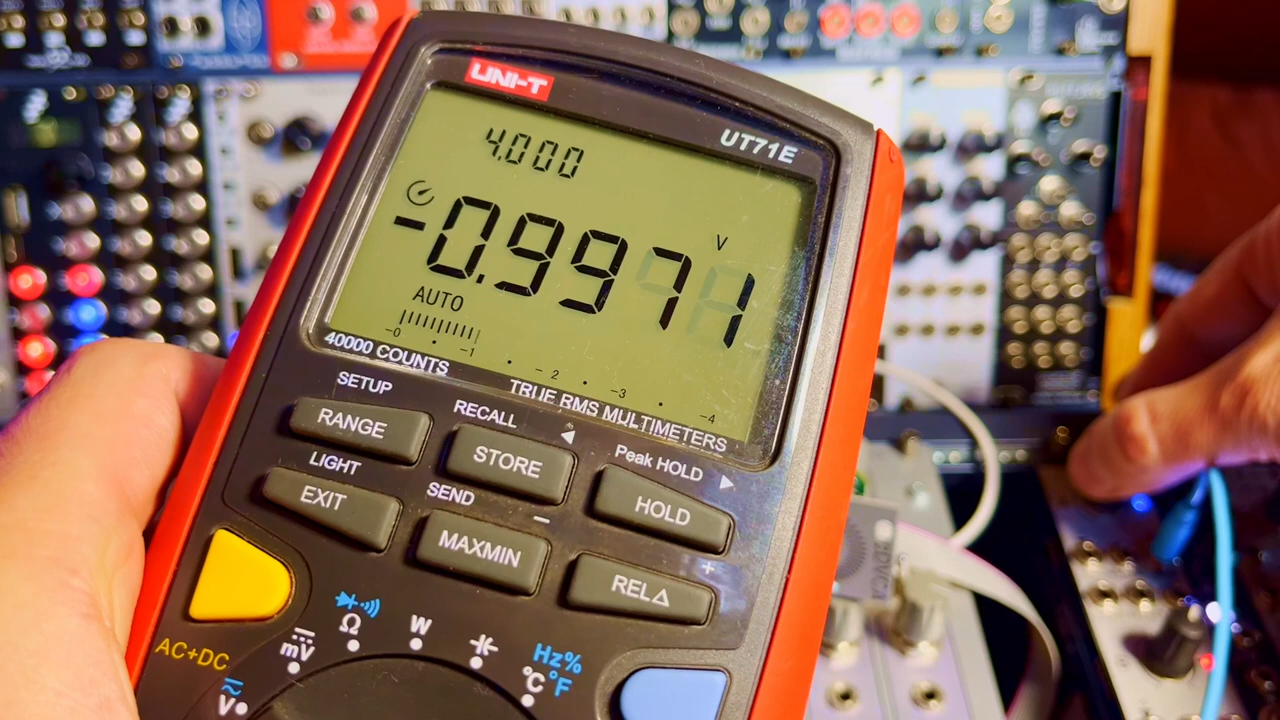 UNI-T
UT71E
4.000
-0.9971 V
AUTO
-0 -1 -2 -3 -4
40000 COUNTS
TRUE RMS MULTIMETERS
SETUP
RANGE
RECALL
STORE
Peak HOLD
HOLD
LIGHT
EXIT
SEND
MAXMIN
-
+
REL△
AC+DC
V
mV
Ω
W
Hz%
°C °F